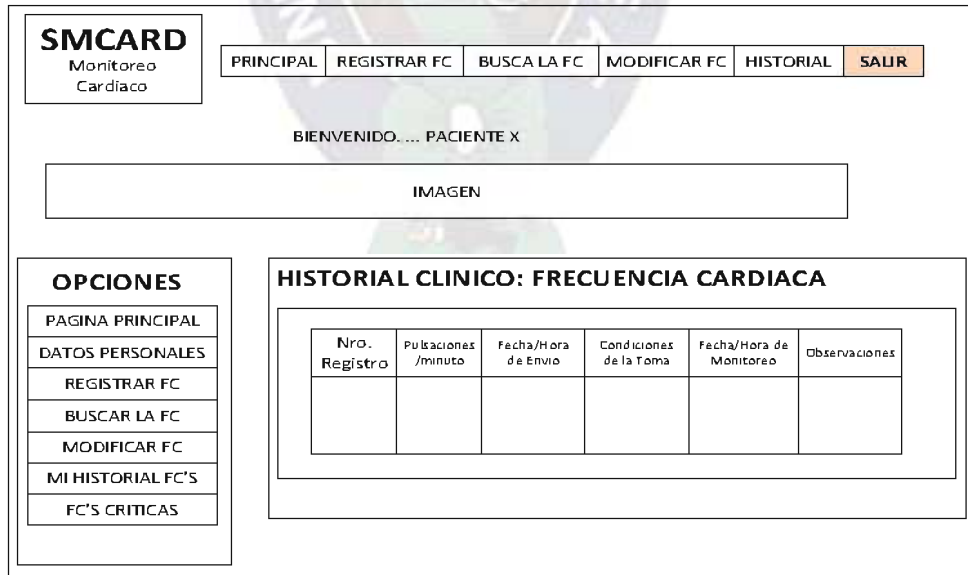 SMCARD
Monitoreo
Cardiaco
PRINCIPAL REGISTRAR FC BUSCA LA FC MODIFICAR FC HISTORIAL SALIR
BIENVENIDO.... PACIENTE X
IMAGEN
OPCIONES
PAGINA PRINCIPAL
DATOS PERSONALES
REGISTRAR FC
BUSCAR LA FC
MODIFICAR FC
MI HISTORIAL FC'S
FC'S CRITICAS
HISTORIAL CLINICO: FRECUENCIA CARDIACA
Nro. Pulsaciones Fecha/Hora Condiciones Fecha/Hora de Observaciones
Registro /minuto de Envio de la Toma Monitoreo